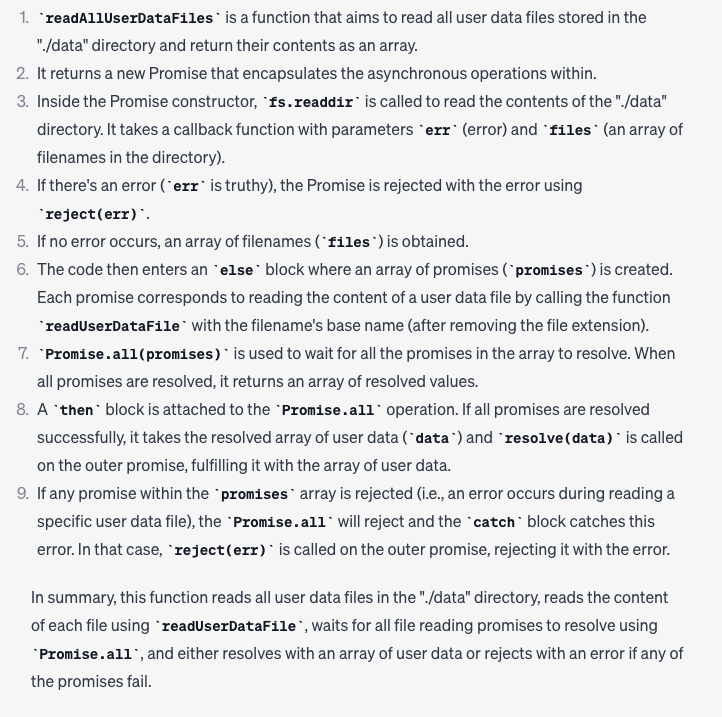 1. `readAllUserDataFiles` is a function that aims to read all user data files stored in the
"./data" directory and return their contents as an array.
2. It returns a new Promise that encapsulates the asynchronous operations within.
3. Inside the Promise constructor, `fs.readdir` is called to read the contents of the "./data"
directory. It takes a callback function with parameters `err` (error) and `files` (an array of
filenames in the directory).
4. If there's an error (`err` is truthy), the Promise is rejected with the error using
`reject(err)`.
5. If no error occurs, an array of filenames (`files`) is obtained.
6. The code then enters an `else` block where an array of promises (`promises`) is created.
Each promise corresponds to reading the content of a user data file by calling the function
`readUserDataFile` with the filename's base name (after removing the file extension).
7. `Promise.all(promises)` is used to wait for all the promises in the array to resolve. When
all promises are resolved, it returns an array of resolved values.
8. A `then` block is attached to the `Promise.all` operation. If all promises are resolved
successfully, it takes the resolved array of user data (`data`) and `resolve(data)` is called
on the outer promise, fulfilling it with the array of user data.
9. If any promise within the `promises` array is rejected (i.e., an error occurs during reading a
specific user data file), the `Promise.all` will reject and the `catch` block catches this
error. In that case, `reject(err)` is called on the outer promise, rejecting it with the error.
In summary, this function reads all user data files in the "./data" directory, reads the content
of each file using `readUserDataFile`, waits for all file reading promises to resolve using
`Promise.all`, and either resolves with an array of user data or rejects with an error if any of
the promises fail.